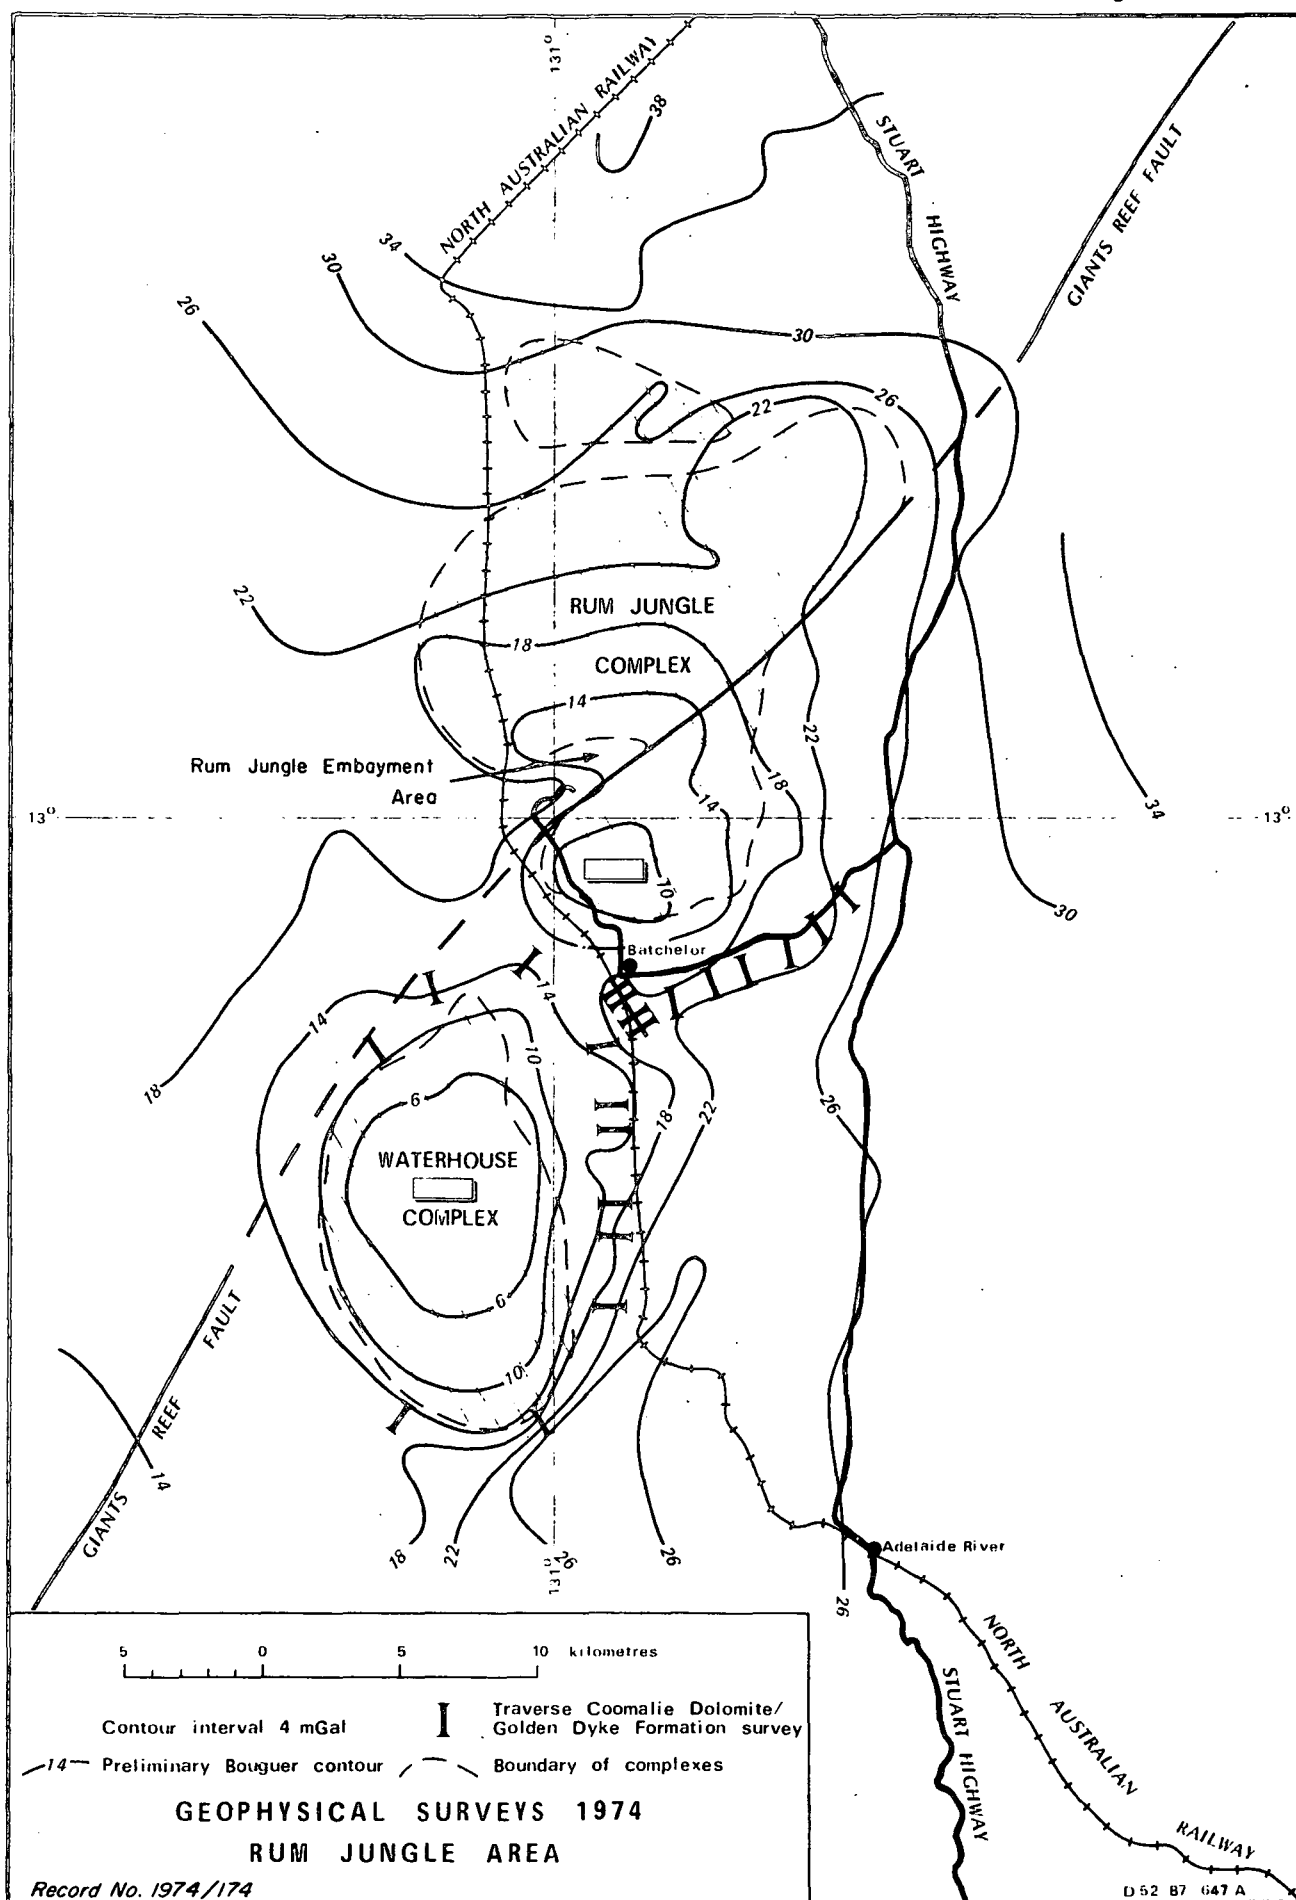 131°
NORTH AUSTRALIAN RAILWAY
38
STUART
HIGHWAY
GIANTS REEF FAULT
34
30
26
30
26
22
22
RUM JUNGLE
COMPLEX
18
14
22
18
14
Rum Jungle Embayment
Area
13°
13°
34
30
10
Batchelor
14
14
10
18
6
18
22
26
WATERHOUSE
COMPLEX
6
10
GIANTS REEF FAULT
14
18
22
131°
26
26
Adelaide River
26
NORTH AUSTRALIAN RAILWAY
STUART HIGHWAY
5 0 5 10 kilometres
Contour interval 4 mGal
Traverse Coomalie Dolomite/
Golden Dyke Formation survey
14 Preliminary Bouguer contour
Boundary of complexes
GEOPHYSICAL SURVEYS 1974
RUM JUNGLE AREA
Record No. 1974/174
D 52 B7 647 A